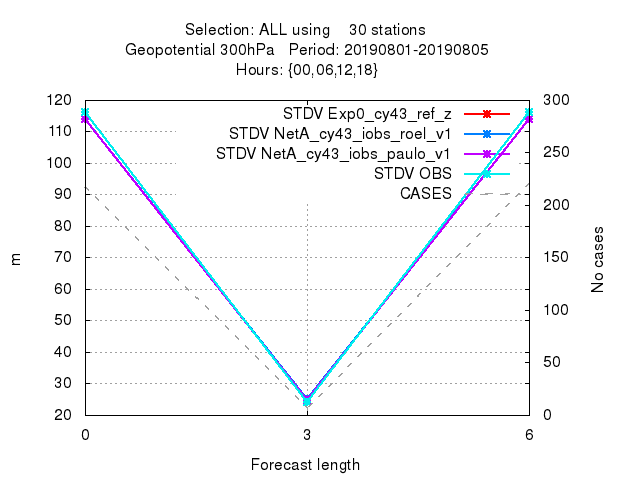 Selection: ALL using 30 stations
Geopotential 300hPa Period: 20190801-20190805
Hours: {00,06,12,18}
STDV Exp0_cy43_ref_z
STDV NetA_cy43_iobs_roel_v1
STDV NetA_cy43_iobs_paulo_v1
STDV OBS
CASES
120
110
100
90
80
70
60
50
40
30
20
m
300
250
200
150
100
50
0
No cases
0 3 6
Forecast length